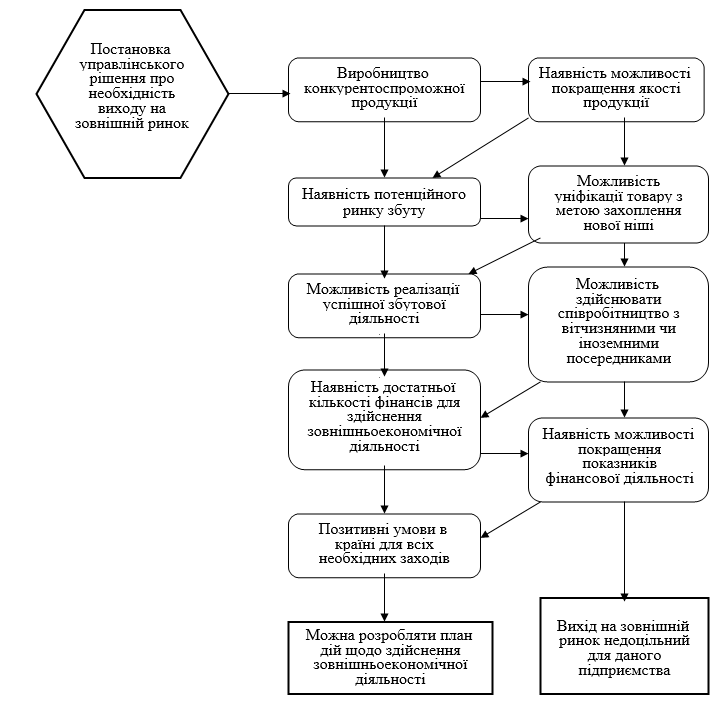 Постановка
управлінського
рішення про
необхідність
виходу на
зовнішній ринок
Виробництво
конкурентоспроможної
продукції
Наявність можливості
покращення якості
продукції
Наявність потенційного
ринку збуту
Можливість
уніфікації товару з
метою захоплення
нової ніші
Можливість реалізації
успішної збутової
діяльності
Можливість
здійснювати
співробітництво з
вітчизняними чи
іноземними
посередниками
Наявність достатньої
кількості фінансів для
здійснення
зовнішньоекономічної
діяльності
Наявність можливості
покращення
показників
фінансової діяльності
Позитивні умови в
країні для всіх
необхідних заходів
Можна розробляти план
дій щодо здійснення
зовнішньоекономічної
діяльності
Вихід на зовнішній
ринок недоцільний
для даного
підприємства